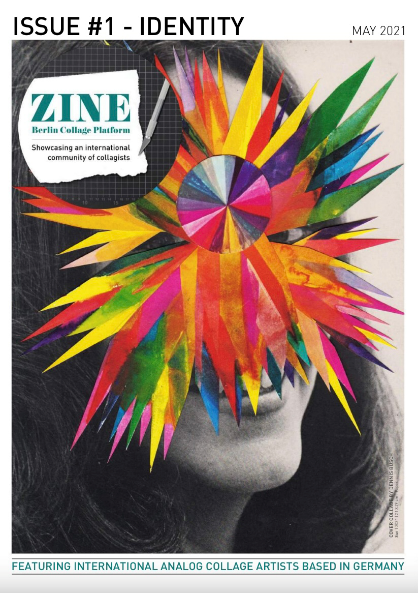 ISSUE #1 - IDENTITY
MAY 2021
ZINE
Berlin Collage Platform
Showcasing an international
community of collagists
FEATURING INTERNATIONAL ANALOG COLLAGE ARTISTS BASED IN GERMANY